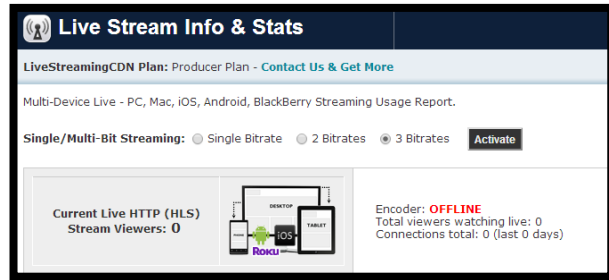 Live Stream Info & Stats
LiveStreamingCDN Plan: Producer Plan - Contact Us & Get More
Multi-Device Live - PC, Mac, iOS, Android, BlackBerry Streaming Usage Report.
Single/Multi-Bit Streaming: Single Bitrate 2 Bitrates 3 Bitrates Activate
Current Live HTTP (HLS)
Stream Viewers: 0
DESKTOP
PHONE
iOS
TABLET
ROKU
Encoder: OFFLINE
Total viewers watching live: 0
Connections total: 0 (last 0 days)